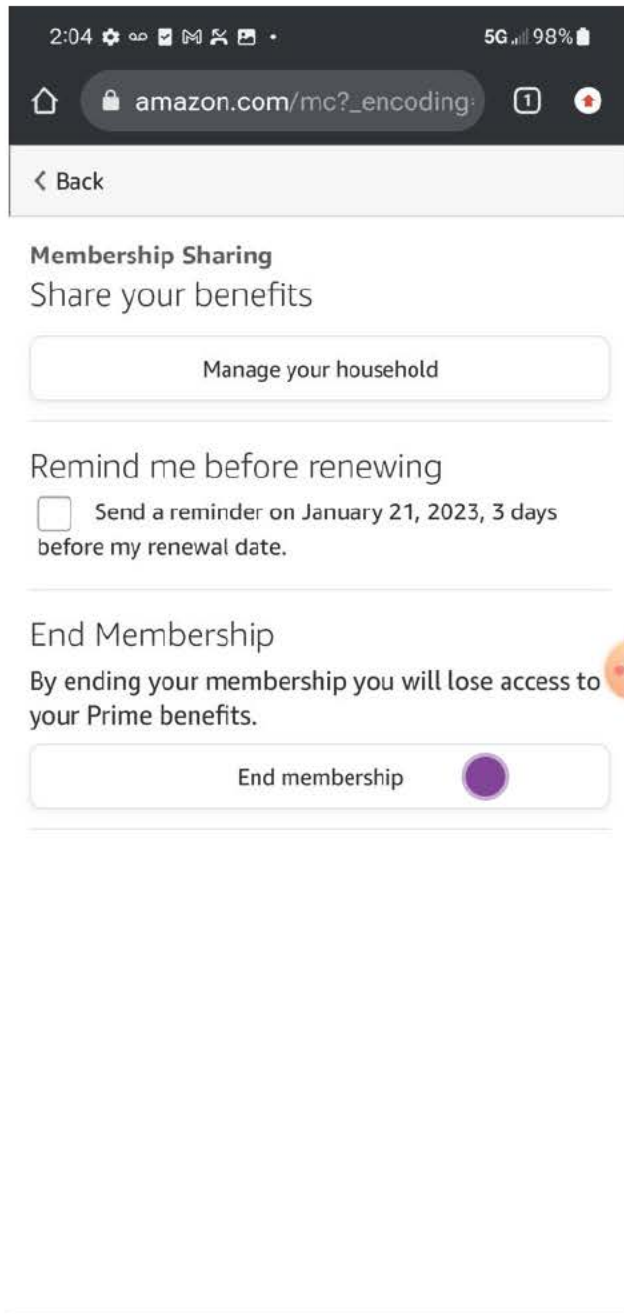 2:04 5G 98%
amazon.com/mc?_encoding
1
Back
Membership Sharing
Share your benefits
Manage your household
Remind me before renewing
Send a reminder on January 21, 2023, 3 days
before my renewal date.
End Membership
By ending your membership you will lose access to
your Prime benefits.
End membership